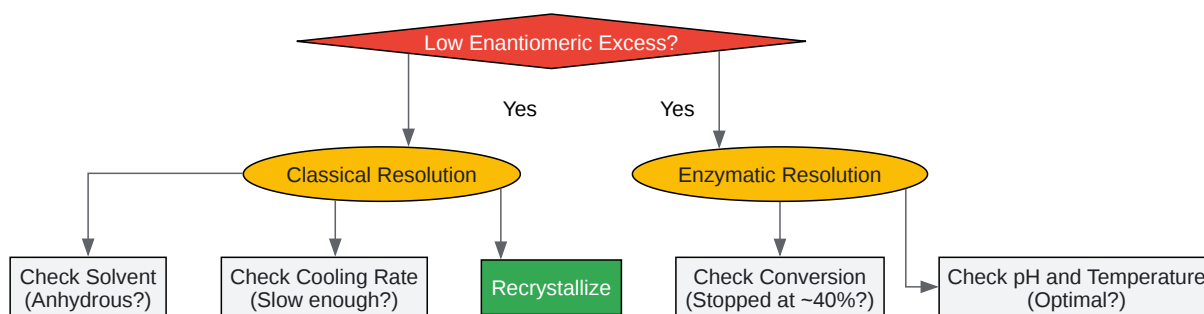 Low Enantiomeric Excess?
Yes
Yes
Classical Resolution
Enzymatic Resolution
Check Solvent
(Anhydrous?)
Check Cooling Rate
(Slow enough?)
Recrystallize
Check Conversion
(Stopped at ~40%?)
Check pH and Temperature
(Optimal?)